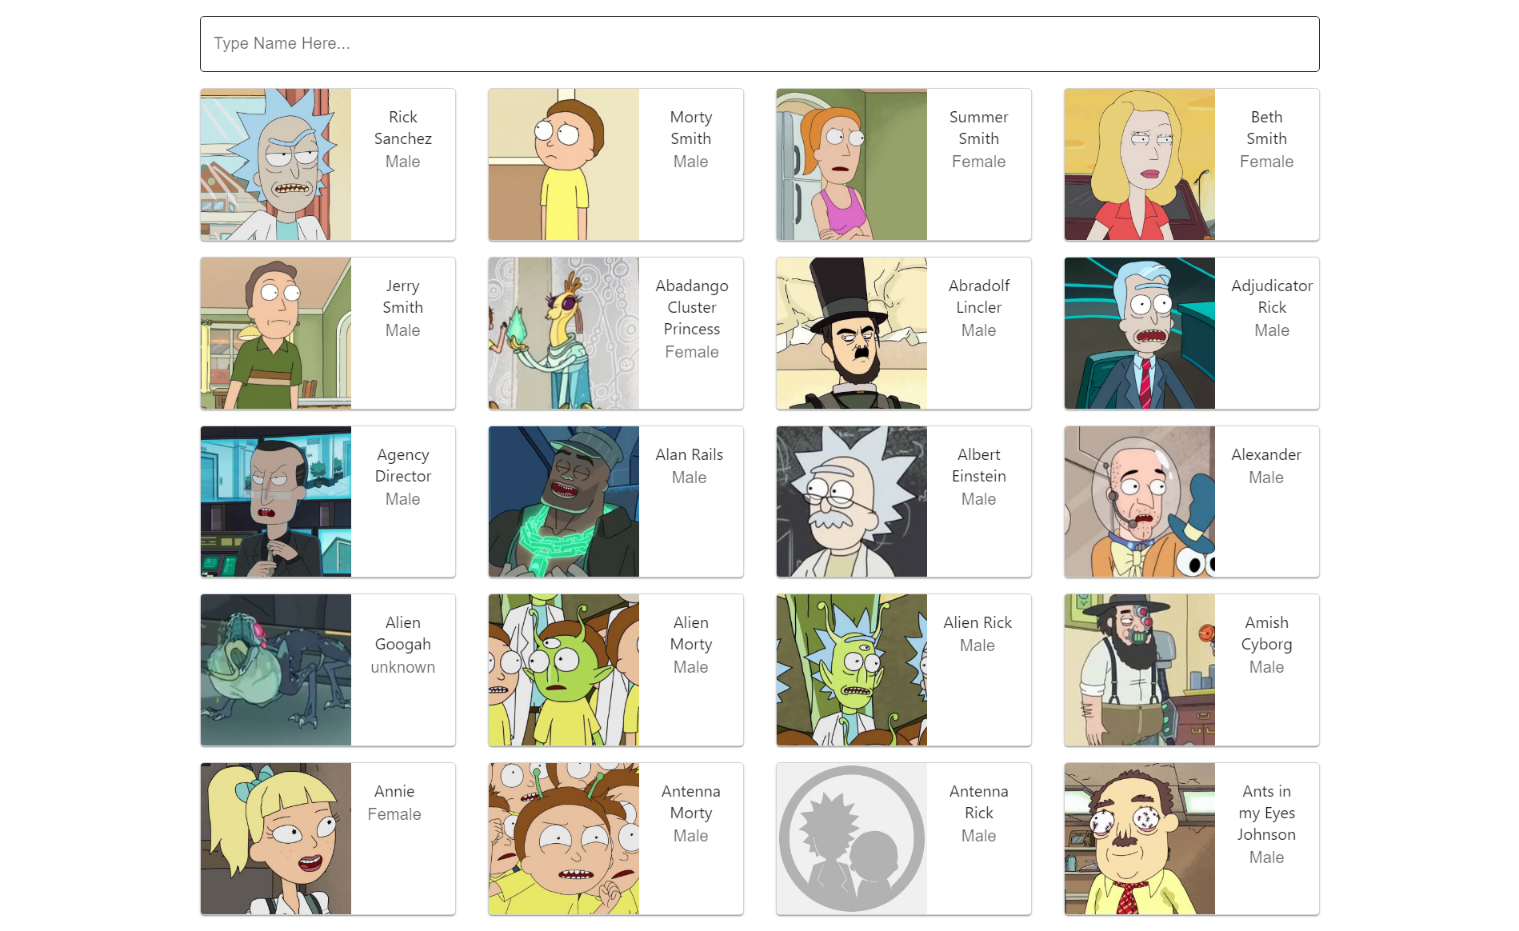 Type Name Here...
Rick
Sanchez
Male
Morty
Smith
Male
Summer
Smith
Female
Beth
Smith
Female
Jerry
Smith
Male
Abadango
Cluster
Princess
Female
Abradolf
Lincler
Male
Adjudicator
Rick
Male
Agency
Director
Male
Alan Rails
Male
Albert
Einstein
Male
Alexander
Male
Alien
Googah
unknown
Alien
Morty
Male
Alien Rick
Male
Amish
Cyborg
Male
Annie
Female
Antenna
Morty
Male
Antenna
Rick
Male
Ants in
my Eyes
Johnson
Male